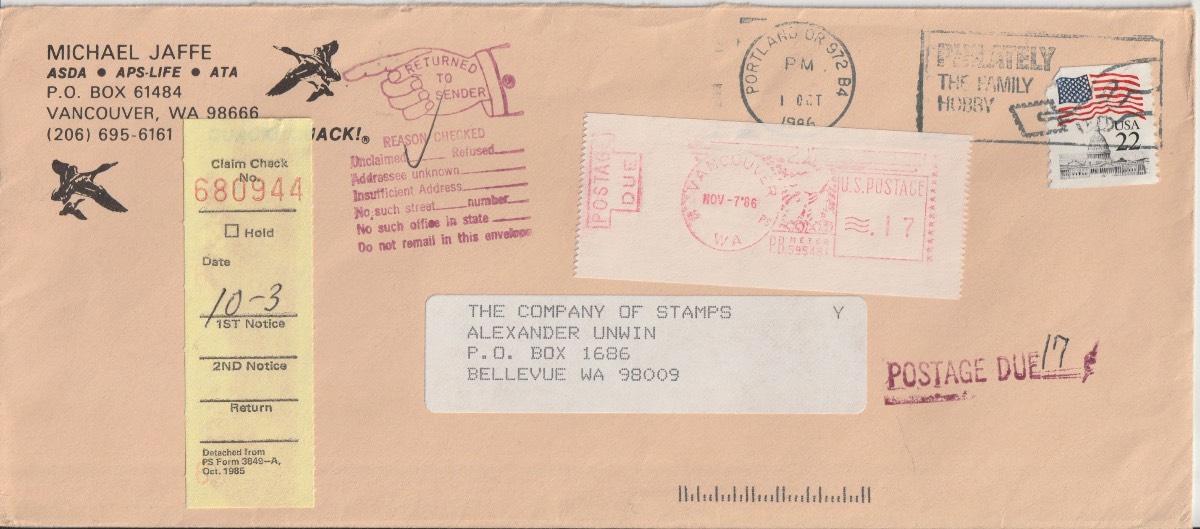 MICHAEL JAFFE
ASDA • APS-LIFE • ATA
P.O. BOX 61484
VANCOUVER, WA 98666
(206) 695-6161
JACK!®
RETURNED
TO
SENDER
REASON CHECKED
Unclaimed Refused
Addressee unknown
Insufficient Address
No such street number
No such office in state
Do not remail in this envelope
PORTLAND OR 972 B4
PM
1 OCT
1986
PHILATELY
THE FAMILY
HOBBY
USA
22
Claim Check
No.
680944
☐ Hold
Date
10-3
1ST Notice
2ND Notice
Return
Detached from
PS Form 3849-A,
Oct. 1985
POSTAGE
DUE
VANCOUVER
NOV-7'86
WA
PB METER
U.S. POSTAGE
.17
THE COMPANY OF STAMPS Y
ALEXANDER UNWIN
P.O. BOX 1686
BELLEVUE WA 98009
POSTAGE DUE 17